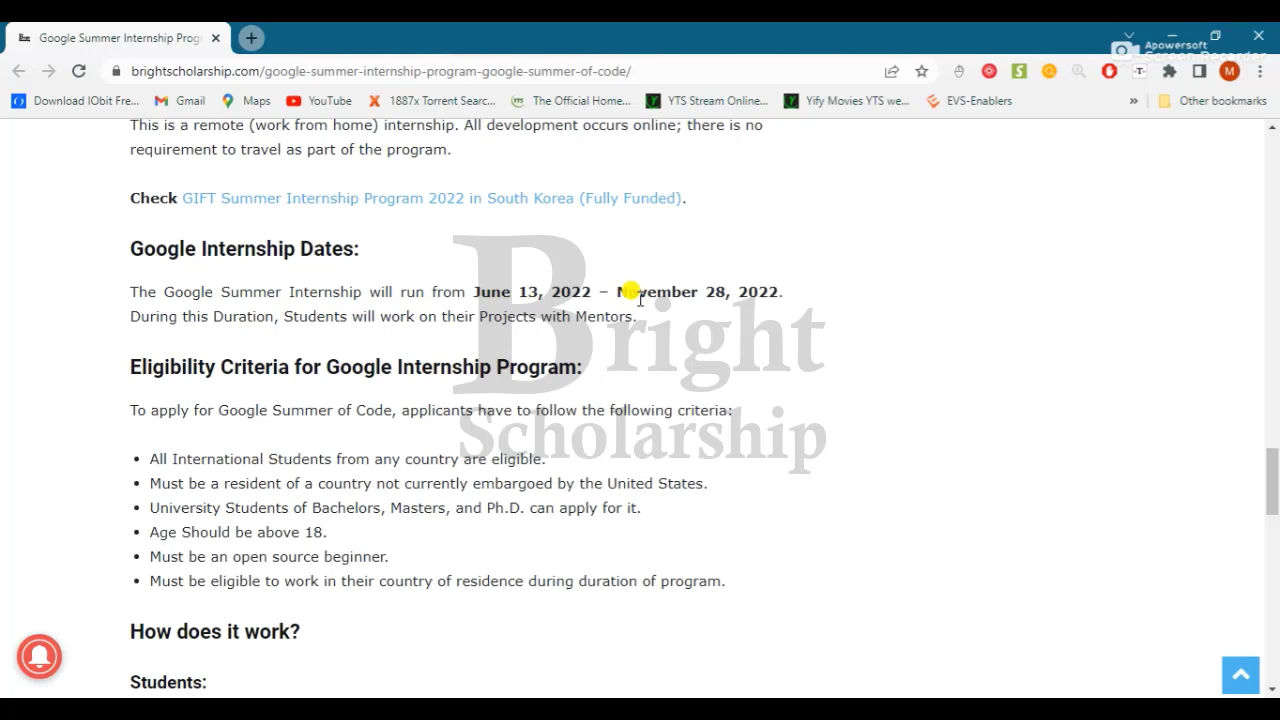 Google Summer Internship Prog
Apowersoft
Screen Recorder
brightscholarship.com/google-summer-internship-program-google-summer-of-code/
M
Download IObit Fre...
Gmail
Maps
YouTube
1887x Torrent Searc...
The Official Home...
YTS Stream Online...
Yify Movies YTS we...
EVS-Enablers
»
Other bookmarks
This is a remote (work from home) internship. All development occurs online; there is no
requirement to travel as part of the program.
Check GIFT Summer Internship Program 2022 in South Korea (Fully Funded).
Google Internship Dates:
The Google Summer Internship will run from June 13, 2022 – November 28, 2022.
During this Duration, Students will work on their Projects with Mentors.
Bright
Scholarship
Eligibility Criteria for Google Internship Program:
To apply for Google Summer of Code, applicants have to follow the following criteria:
• All International Students from any country are eligible.
• Must be a resident of a country not currently embargoed by the United States.
• University Students of Bachelors, Masters, and Ph.D. can apply for it.
• Age Should be above 18.
• Must be an open source beginner.
• Must be eligible to work in their country of residence during duration of program.
How does it work?
Students: